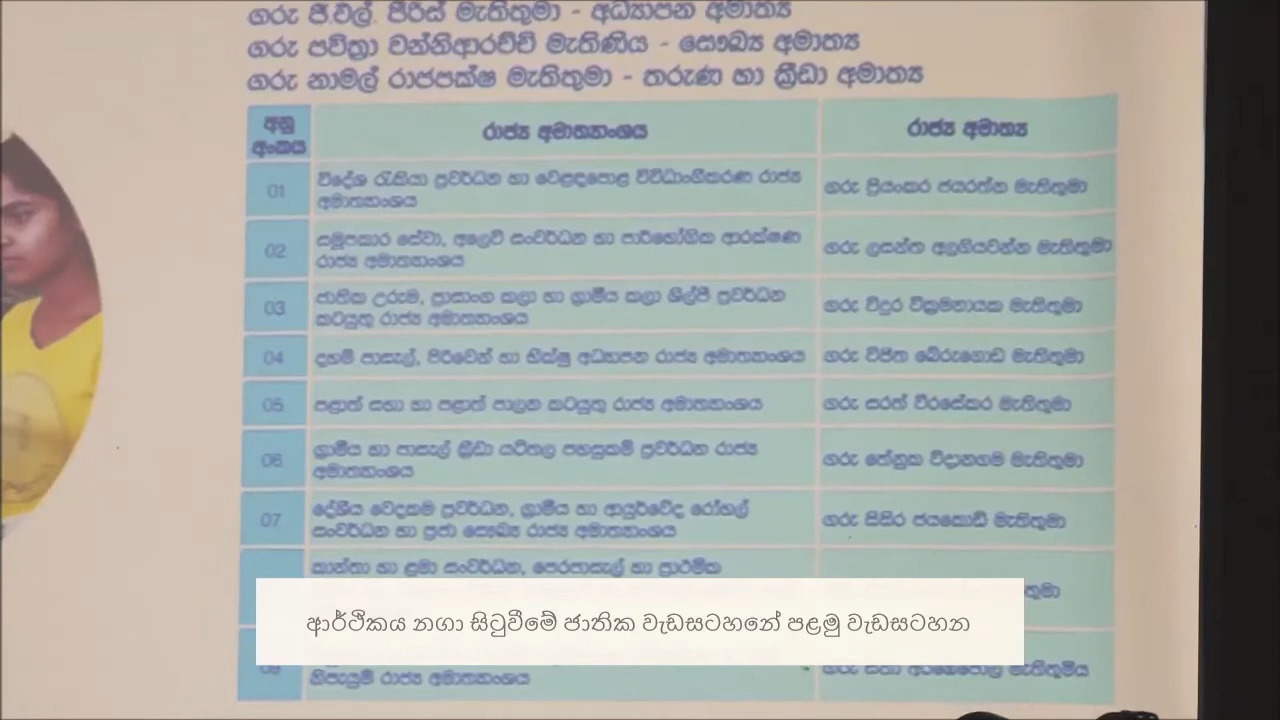 ගරු ජී.එල්. පීරිස් මැතිතුමා - අධ්‍යාපන අමාත්‍ය
ගරු පවිත්‍රා වන්නිආරච්චි මැතිණිය - සෞඛ්‍ය අමාත්‍ය
ගරු නාමල් රාජපක්ෂ මැතිතුමා - තරුණ හා ක්‍රීඩා අමාත්‍ය
අනු අංකය රාජ්‍ය අමාත්‍යාංශය රාජ්‍ය අමාත්‍ය
01 විදේශ රැකියා ප්‍රවර්ධන හා වෙළඳපොළ විවිධාංගීකරණ රාජ්‍ය
අමාත්‍යාංශය
ගරු ප්‍රියංකර ජයරත්න මැතිතුමා
02 සමුපකාර සේවා, අලෙවි සංවර්ධන හා පාරිභෝගික ආරක්ෂණ
රාජ්‍ය අමාත්‍යාංශය
ගරු ලසන්ත අලගියවන්න මැතිතුමා
03 ජාතික උරුම, ප්‍රාසාංග කලා හා ග්‍රාමීය කලා ශිල්පී ප්‍රවර්ධන
කටයුතු රාජ්‍ය අමාත්‍යාංශය
ගරු විදුර වික්‍රමනායක මැතිතුමා
04 දහම් පාසැල්, පිරිවෙන් හා භික්ෂු අධ්‍යාපන රාජ්‍ය අමාත්‍යාංශය ගරු විජිත බේරුගොඩ මැතිතුමා
05 පළාත් සභා හා පළාත් පාලන කටයුතු රාජ්‍ය අමාත්‍යාංශය ගරු සරත් වීරසේකර මැතිතුමා
06 ග්‍රාමීය හා පාසැල් ක්‍රීඩා යටිතල පහසුකම් ප්‍රවර්ධන රාජ්‍ය
අමාත්‍යාංශය
ගරු තේනුක විදානගම මැතිතුමා
07 දේශීය වෛද්‍යකම ප්‍රවර්ධන, ග්‍රාමීය හා ආයුර්වේද රෝහල්
සංවර්ධන හා ප්‍රජා සෞඛ්‍ය රාජ්‍ය අමාත්‍යාංශය
ගරු සිසිර ජයකොඩි මැතිතුමා
කාන්තා හා ළමා සංවර්ධන, පෙරපාසැල් හා ප්‍රාථමික
ආර්ථිකය නගා සිටුවීමේ ජාතික වැඩසටහනේ පළමු වැඩසටහන
රාජ්‍ය අමාත්‍යාංශය